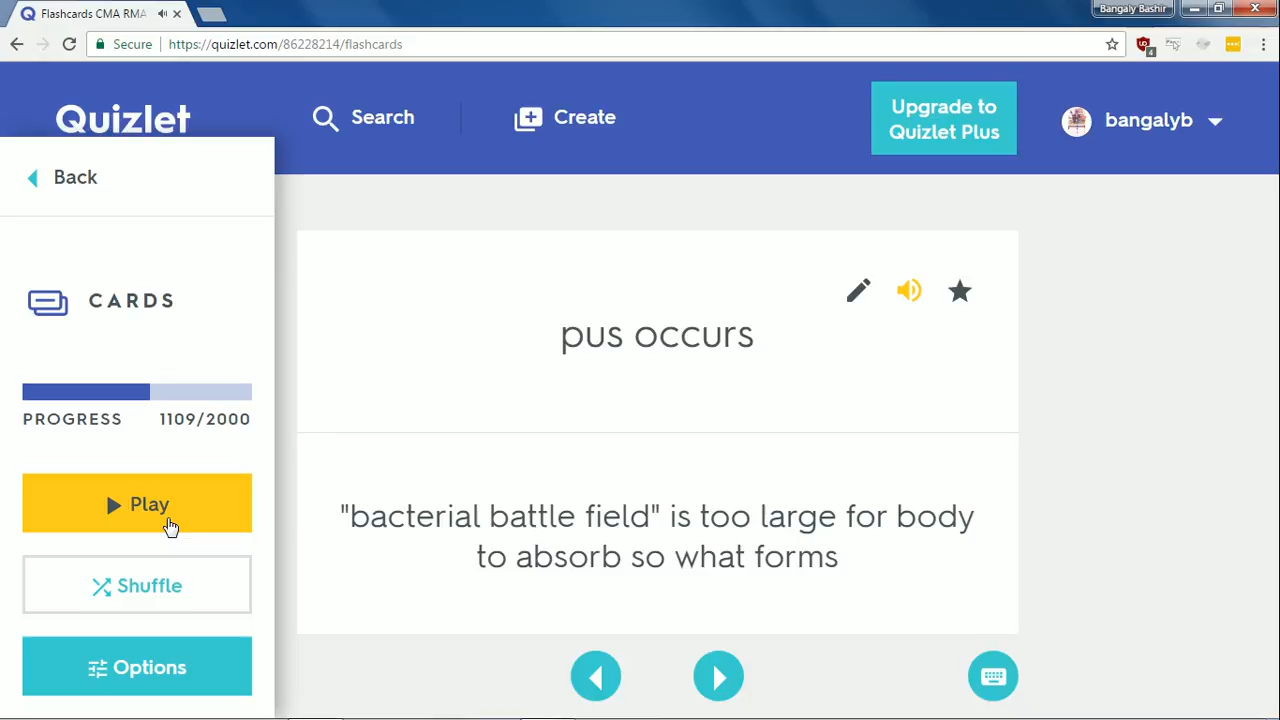 Flashcards CMA RMA
Bangaly Bashir
Secure
https://quizlet.com/86228214/flashcards
4
Quizlet
Search
Create
Upgrade to
Quizlet Plus
bangalyb
Back
CARDS
PROGRESS 1109/2000
Play
Shuffle
Options
pus occurs
"bacterial battle field" is too large for body
to absorb so what forms